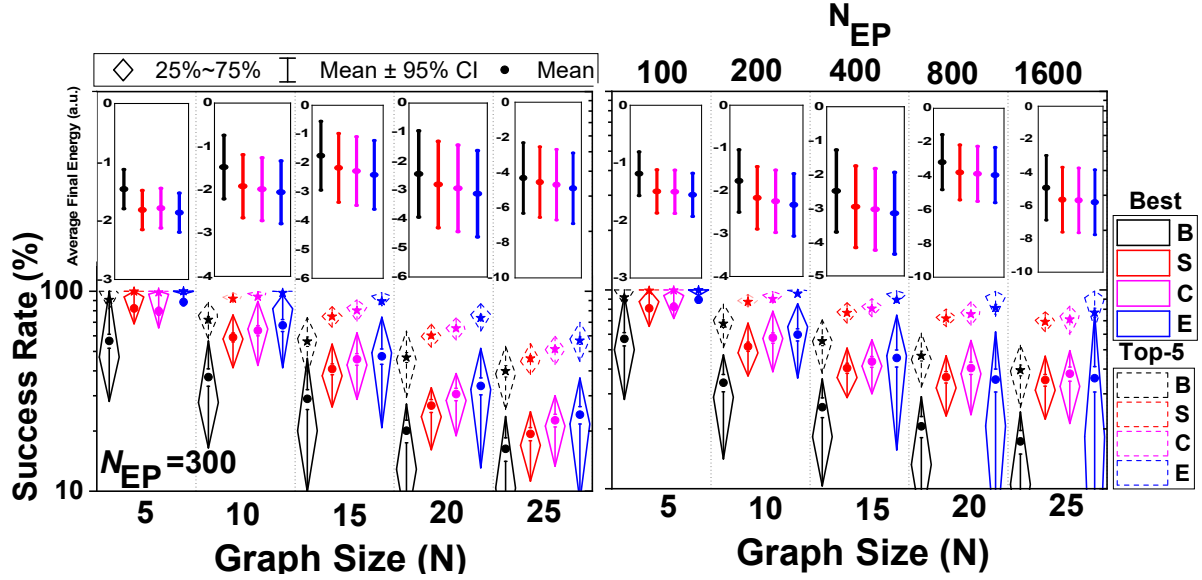 N_EP
100 200 400 800 1600
25%~75% Mean ± 95% CI Mean
Average Final Energy (a.u.)
0 -1 -2 -3
0 -1 -2 -3 -4
0 -1 -2 -3 -4 -5
0 -1 -2 -3 -4 -5 -6
0 -2 -4 -6 -8 -10
0 -1 -2 -3
0 -1 -2 -3 -4
0 -1 -2 -3 -4 -5
0 -2 -4 -6 -8
0 -2 -4 -6 -8 -10
Success Rate (%)
100
10
N_EP =300
5 10 15 20 25
5 10 15 20 25
Graph Size (N)
Graph Size (N)
Best
B
S
C
E
Top-5
B
S
C
E